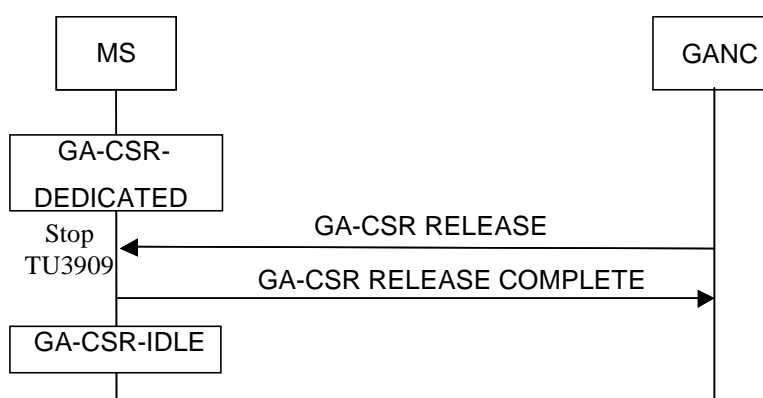 MS
GANC
GA-CSR-
DEDICATED
Stop
TU3909
GA-CSR RELEASE
GA-CSR RELEASE COMPLETE
GA-CSR-IDLE